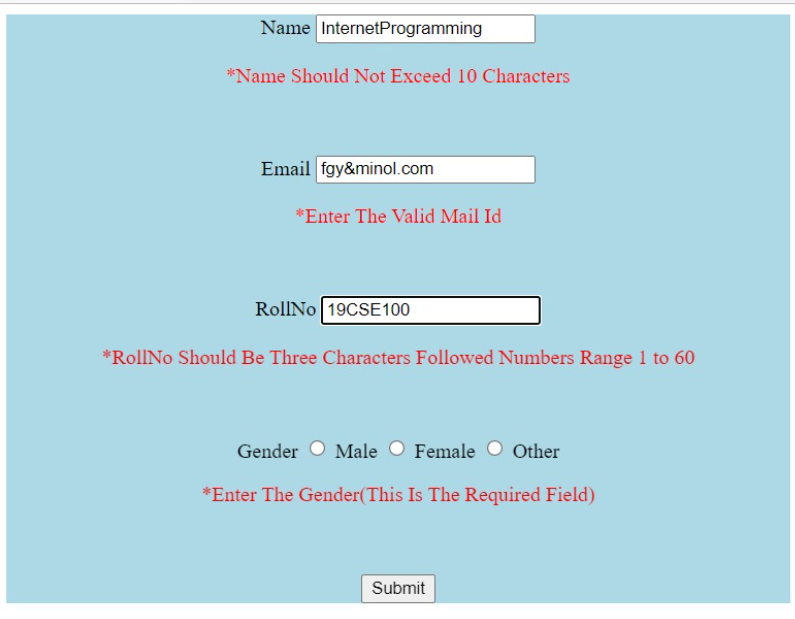 Name InternetProgramming
*Name Should Not Exceed 10 Characters
Email fgy&minol.com
*Enter The Valid Mail Id
RollNo 19CSE100
*RollNo Should Be Three Characters Followed Numbers Range 1 to 60
Gender Male Female Other
*Enter The Gender(This Is The Required Field)
Submit